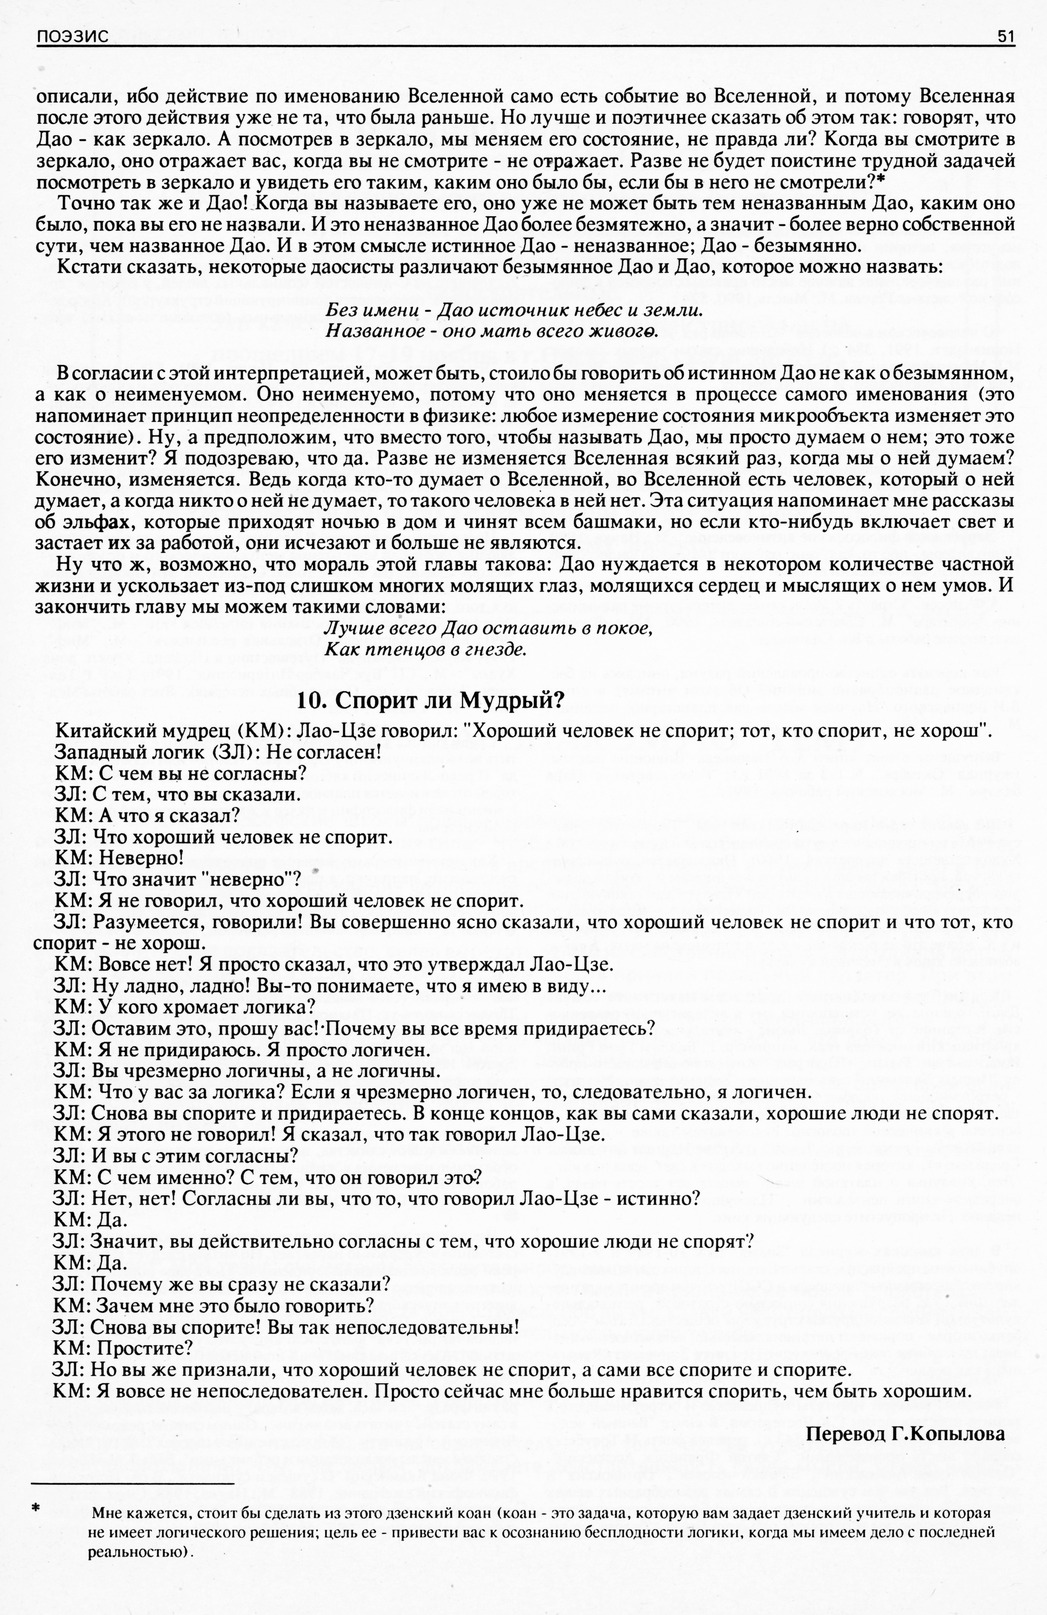 ПОЭЗИС 51
описали, ибо действие по именованию Вселенной само есть событие во Вселенной, и потому Вселенная
после этого действия уже не та, что была раньше. Но лучше и поэтичнее сказать об этом так: говорят, что
Дао - как зеркало. А посмотрев в зеркало, мы меняем его состояние, не правда ли? Когда вы смотрите в
зеркало, оно отражает вас, когда вы не смотрите - не отражает. Разве не будет поистине трудной задачей
посмотреть в зеркало и увидеть его таким, каким оно было бы, если бы в него не смотрели?*
Точно так же и Дао! Когда вы называете его, оно уже не может быть тем неназванным Дао, каким оно
было, пока вы его не назвали. И это неназванное Дао более безмятежно, а значит - более верно собственной
сути, чем названное Дао. И в этом смысле истинное Дао - неназванное; Дао - безымянно.
Кстати сказать, некоторые даосисты различают безымянное Дао и Дао, которое можно назвать:
Без имени - Дао источник небес и земли.
Названное - оно мать всего живого.
В согласии с этой интерпретацией, может быть, стоило бы говорить об истинном Дао не как о безымянном,
а как о неименуемом. Оно неименуемо, потому что оно меняется в процессе самого именования (это
напоминает принцип неопределенности в физике: любое измерение состояния микрообъекта изменяет это
состояние). Ну, а предположим, что вместо того, чтобы называть Дао, мы просто думаем о нем; это тоже
его изменит? Я подозреваю, что да. Разве не изменяется Вселенная всякий раз, когда мы о ней думаем?
Конечно, изменяется. Ведь когда кто-то думает о Вселенной, во Вселенной есть человек, который о ней
думает, а когда никто о ней не думает, то такого человека в ней нет. Эта ситуация напоминает мне рассказы
об эльфах, которые приходят ночью в дом и чинят всем башмаки, но если кто-нибудь включает свет и
застает их за работой, они исчезают и больше не являются.
Ну что ж, возможно, что мораль этой главы такова: Дао нуждается в некотором количестве частной
жизни и ускользает из-под слишком многих молящих глаз, молящихся сердец и мыслящих о нем умов. И
закончить главу мы можем такими словами:
Лучше всего Дао оставить в покое,
Как птенцов в гнезде.
10. Спорит ли Мудрый?
Китайский мудрец (КМ): Лао-Цзе говорил: "Хороший человек не спорит; тот, кто спорит, не хорош".
Западный логик (ЗЛ): Не согласен!
КМ: С чем вы не согласны?
ЗЛ: С тем, что вы сказали.
КМ: А что я сказал?
ЗЛ: Что хороший человек не спорит.
КМ: Неверно!
ЗЛ: Что значит "неверно"?
КМ: Я не говорил, что хороший человек не спорит.
ЗЛ: Разумеется, говорили! Вы совершенно ясно сказали, что хороший человек не спорит и что тот, кто
спорит - не хорош.
КМ: Вовсе нет! Я просто сказал, что это утверждал Лао-Цзе.
ЗЛ: Ну ладно, ладно! Вы-то понимаете, что я имею в виду...
КМ: У кого хромает логика?
ЗЛ: Оставим это, прошу вас! Почему вы все время придираетесь?
КМ: Я не придираюсь. Я просто логичен.
ЗЛ: Вы чрезмерно логичны, а не логичны.
КМ: Что у вас за логика? Если я чрезмерно логичен, то, следовательно, я логичен.
ЗЛ: Снова вы спорите и придираетесь. В конце концов, как вы сами сказали, хорошие люди не спорят.
КМ: Я этого не говорил! Я сказал, что так говорил Лао-Цзе.
ЗЛ: И вы с этим согласны?
КМ: С чем именно? С тем, что он говорил это?
ЗЛ: Нет, нет! Согласны ли вы, что то, что говорил Лао-Цзе - истинно?
КМ: Да.
ЗЛ: Значит, вы действительно согласны с тем, что хорошие люди не спорят?
КМ: Да.
ЗЛ: Почему же вы сразу не сказали?
КМ: Зачем мне это было говорить?
ЗЛ: Снова вы спорите! Вы так непоследовательны!
КМ: Простите?
ЗЛ: Но вы же признали, что хороший человек не спорит, а сами все спорите и спорите.
КМ: Я вовсе не непоследователен. Просто сейчас мне больше нравится спорить, чем быть хорошим.
Перевод Г.Копылова
* Мне кажется, стоит бы сделать из этого дзенский коан (коан - это задача, которую вам задает дзенский учитель и которая
не имеет логического решения; цель ее - привести вас к осознанию бесплодности логики, когда мы имеем дело с последней
реальностью).